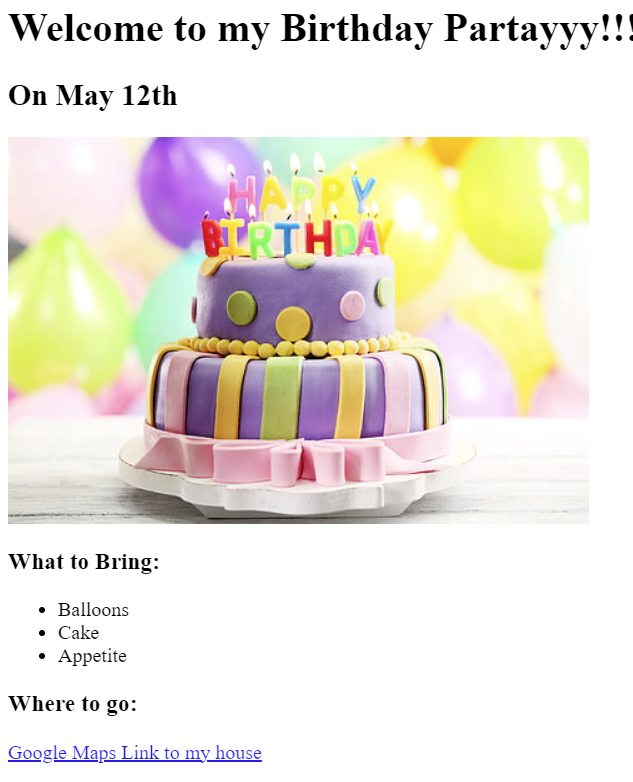 Welcome to my Birthday Partayyy!!!
On May 12th
HAPPY
BIRTHDAY
What to Bring:
Balloons
Cake
Appetite
Where to go:
Google Maps Link to my house